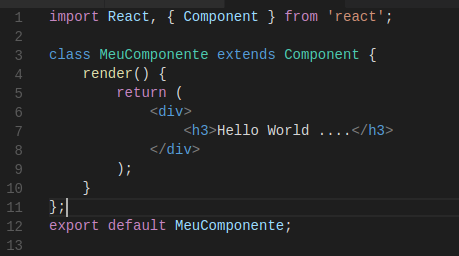 1 import React, { Component } from 'react';
2
3 class MeuComponente extends Component {
4     render() {
5         return (
6             <div>
7                 <h3>Hello World ....</h3>
8             </div>
9         );
10     }
11 };
12 export default MeuComponente;
13